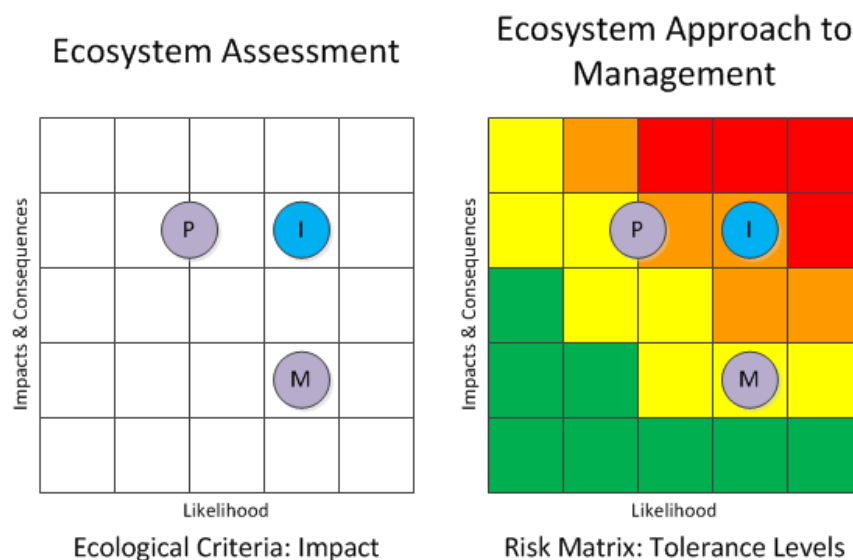 Ecosystem Assessment
Impacts & Consequences
P
I
M
Likelihood
Ecological Criteria: Impact
Ecosystem Approach to
Management
Impacts & Consequences
P
I
M
Likelihood
Risk Matrix: Tolerance Levels